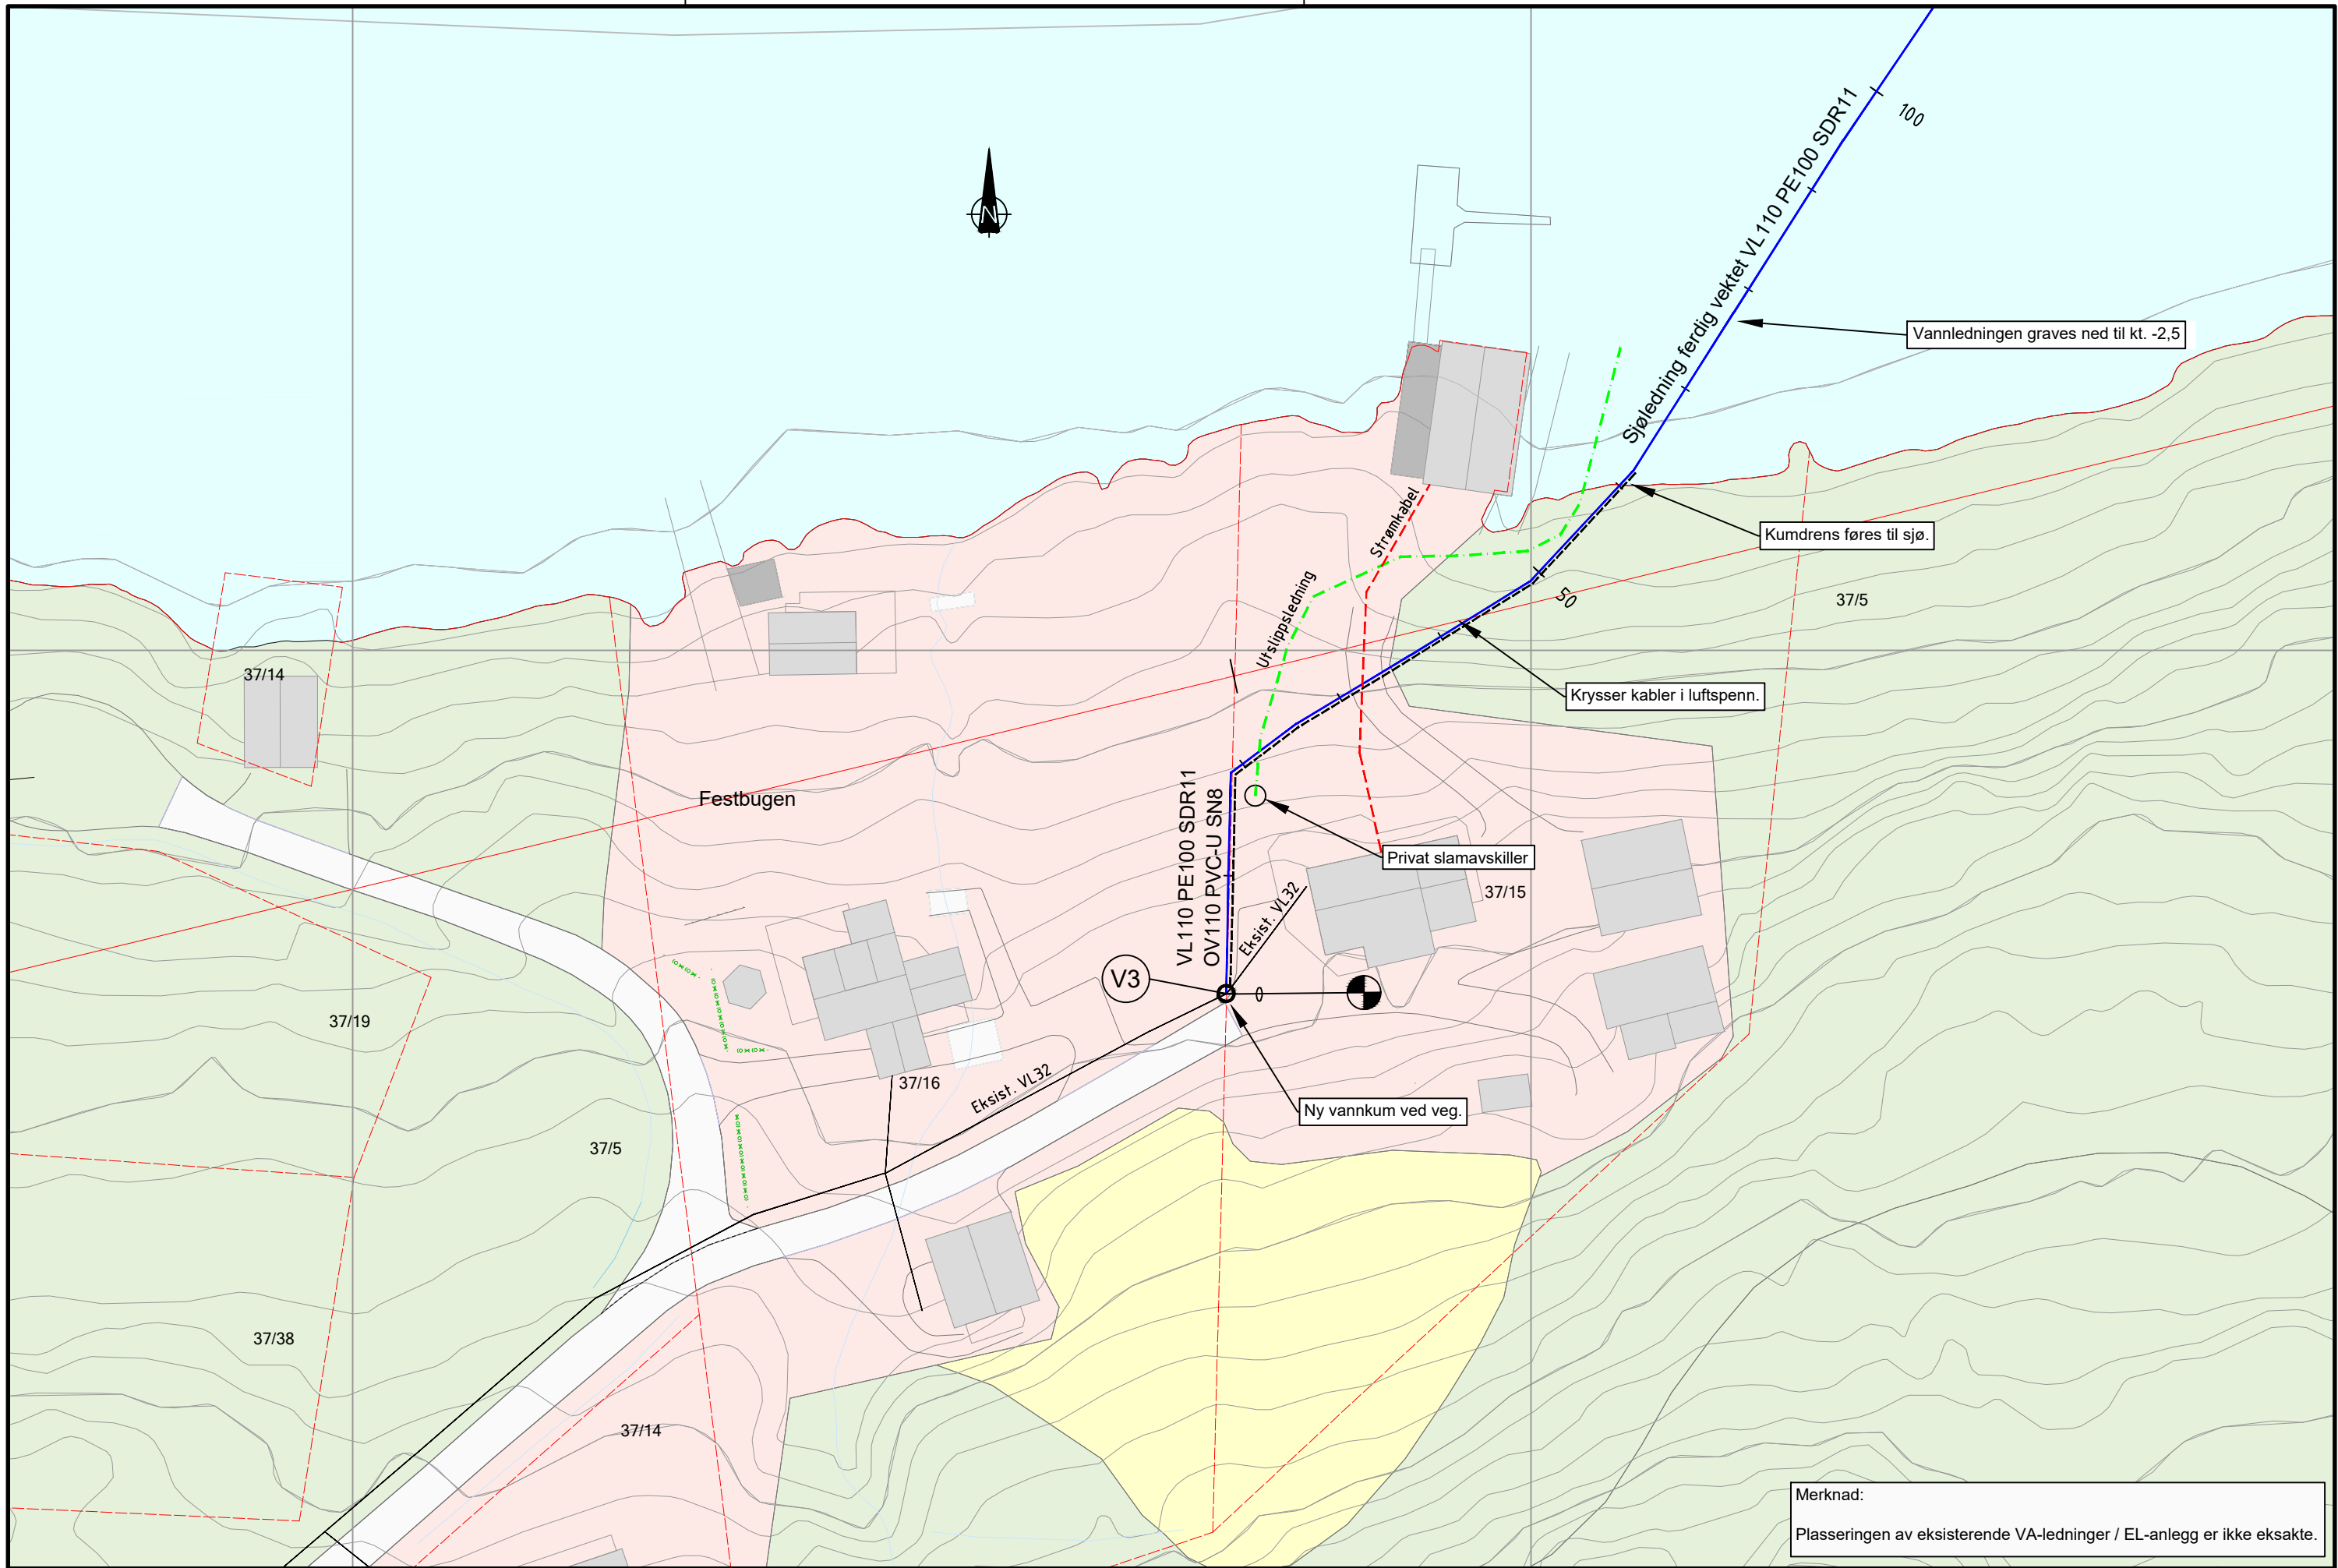 100
Sjøledning ferdig vektet VL110 PE100 SDR11
N
Vannledningen graves ned til kt. -2,5
Strømkabel
Kumdrens føres til sjø.
Utslippsledning
50
37/5
37/14
Krysser kabler i luftspenn.
Festbugen
VL110 PE100 SDR11
OV110 PVC-U SN8
Privat slamavskiller
37/15
Eksist. VL32
V3
37/19
37/16
Eksist. VL32
Ny vannkum ved veg.
37/5
37/38
37/14
Merknad:
Plasseringen av eksisterende VA-ledninger / EL-anlegg er ikke eksakte.